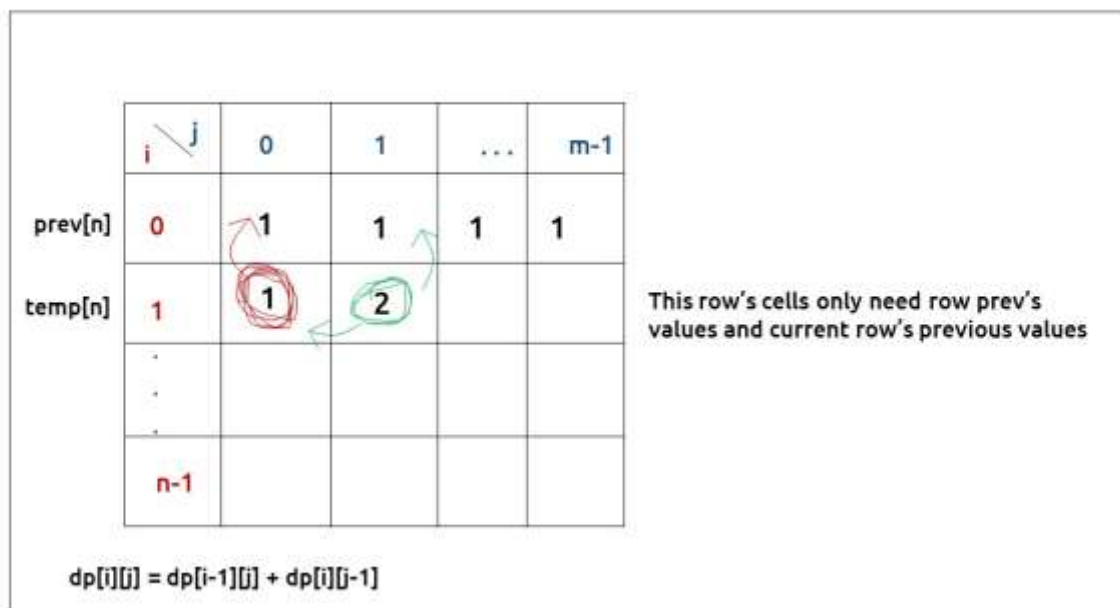 i j 0 1 ... m-1
prev[n] 0 1 1 1 1
temp[n] 1 1 2
This row's cells only need row prev's
values and current row's previous values
.
.
.
n-1
dp[i][j] = dp[i-1][j] + dp[i][j-1]